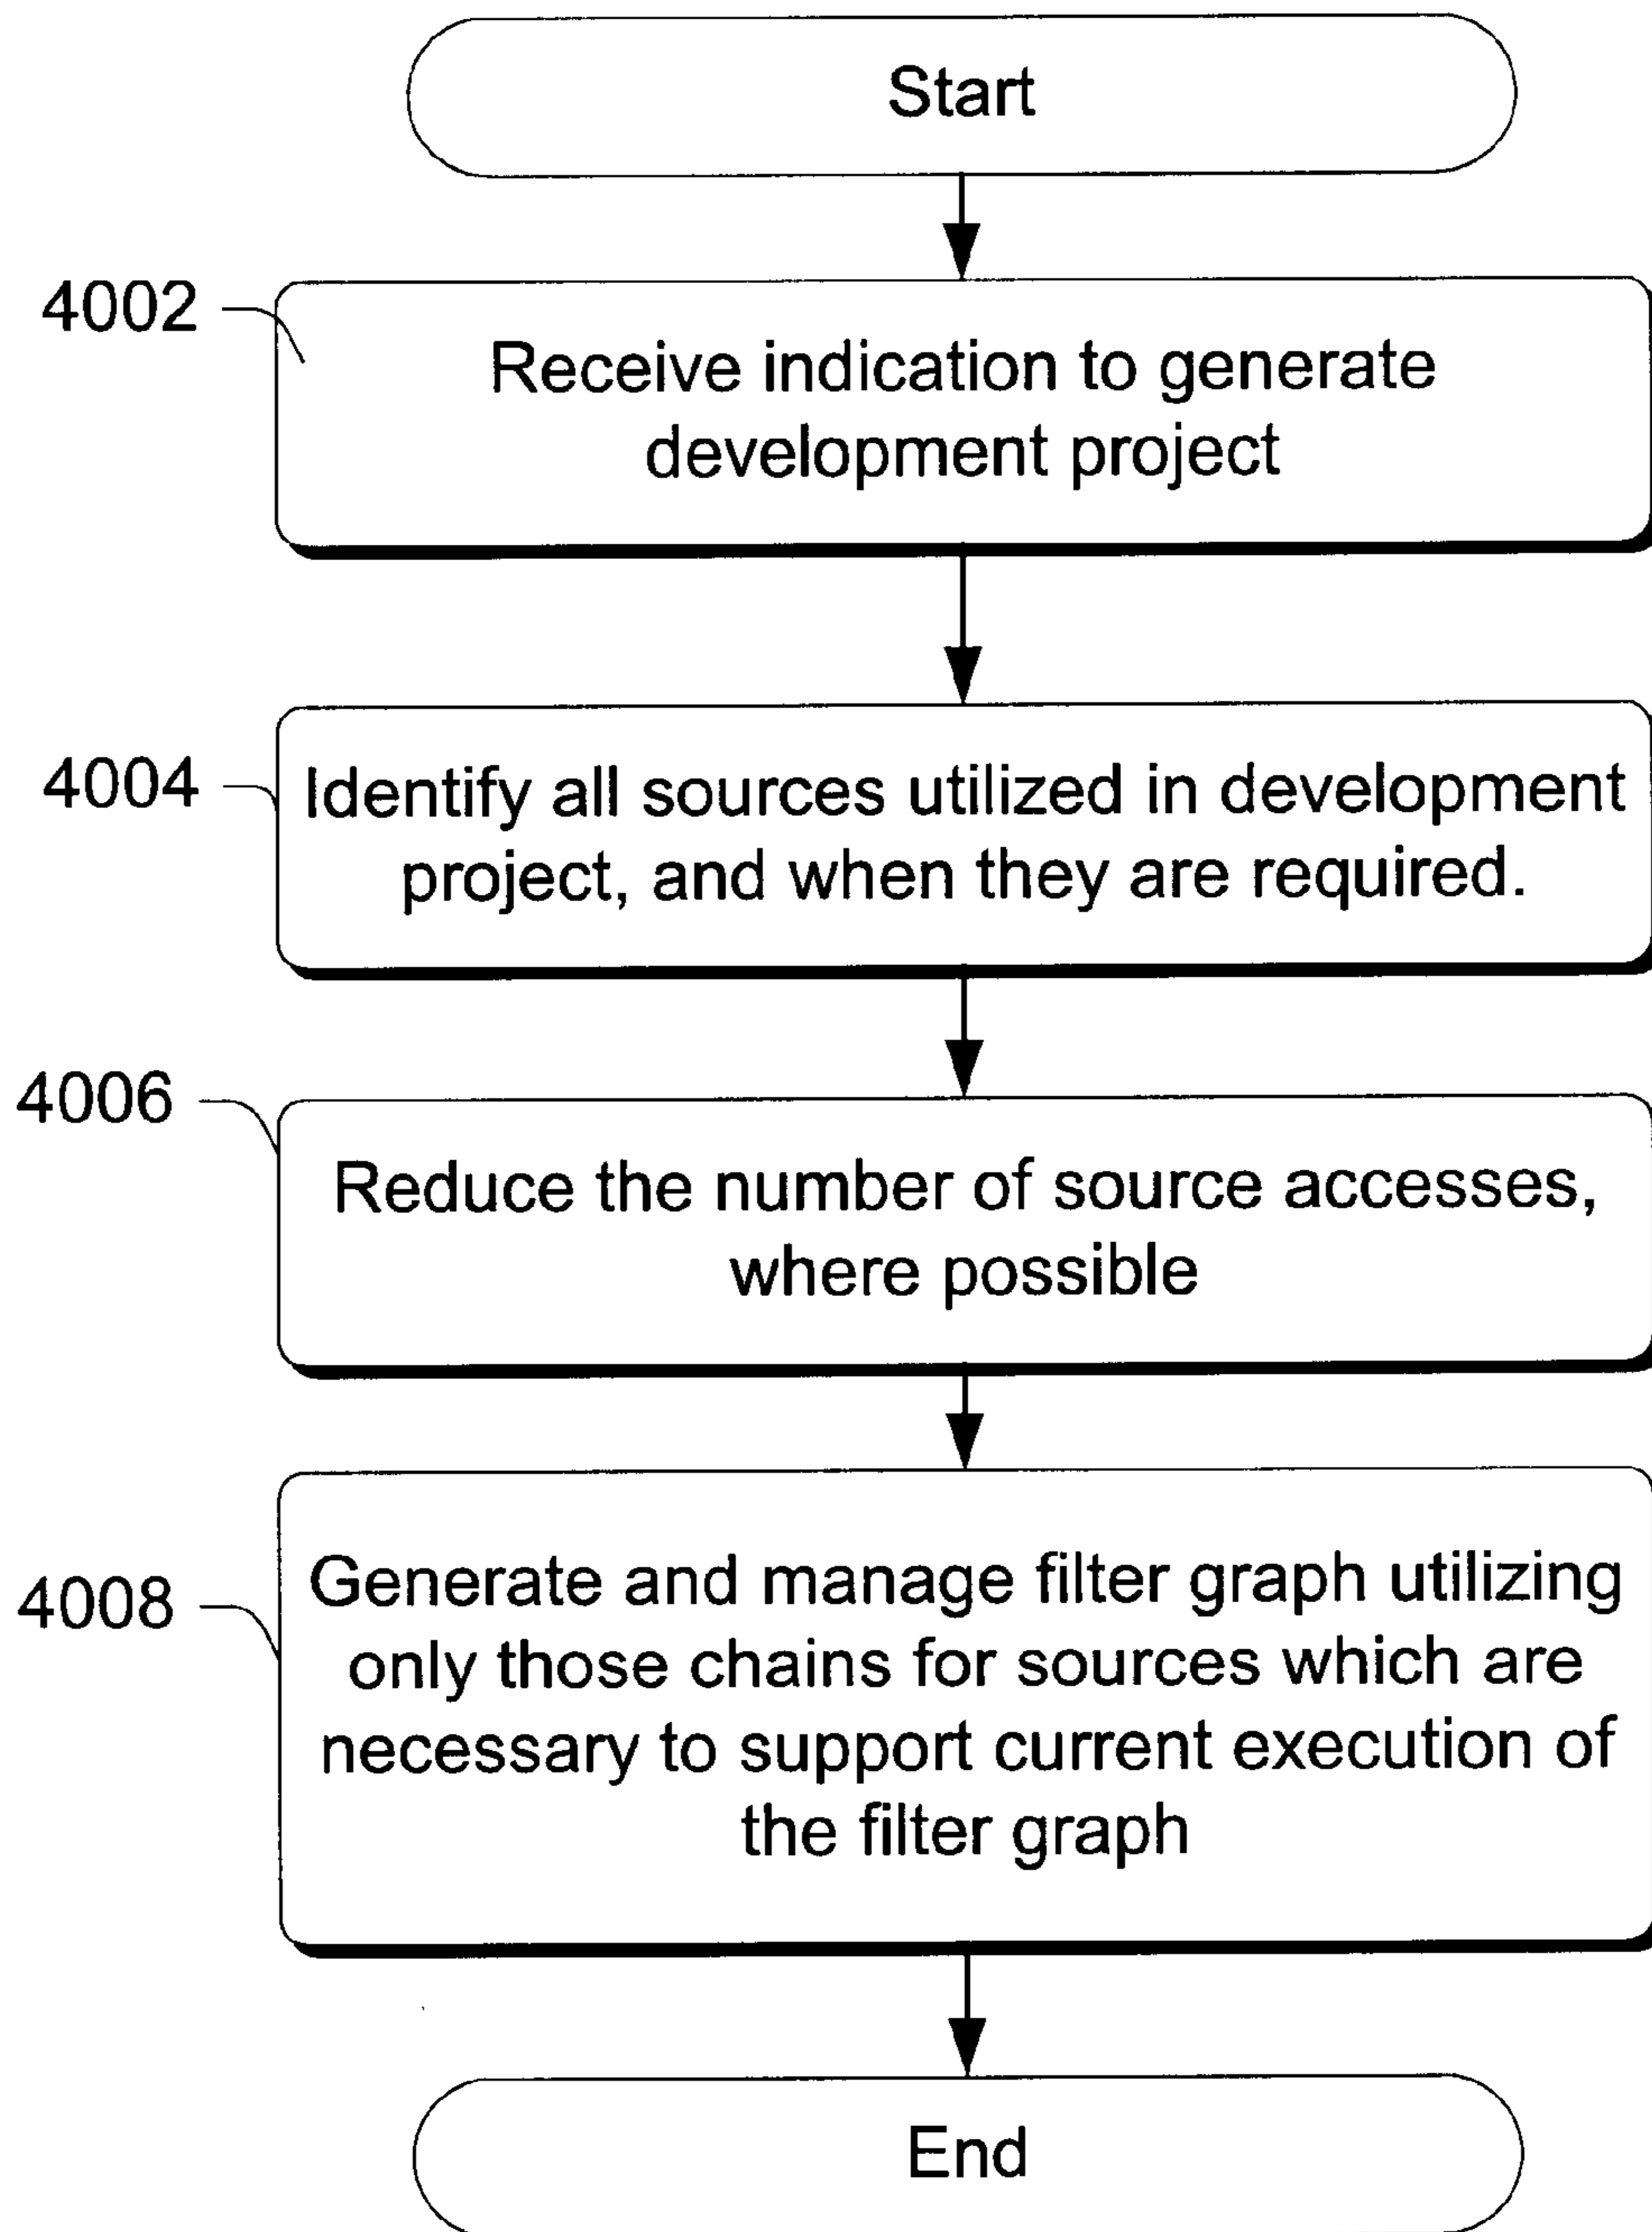 Start
4002
Receive indication to generate
development project
4004
Identify all sources utilized in development
project, and when they are required.
4006
Reduce the number of source accesses,
where possible
4008
Generate and manage filter graph utilizing
only those chains for sources which are
necessary to support current execution of
the filter graph
End